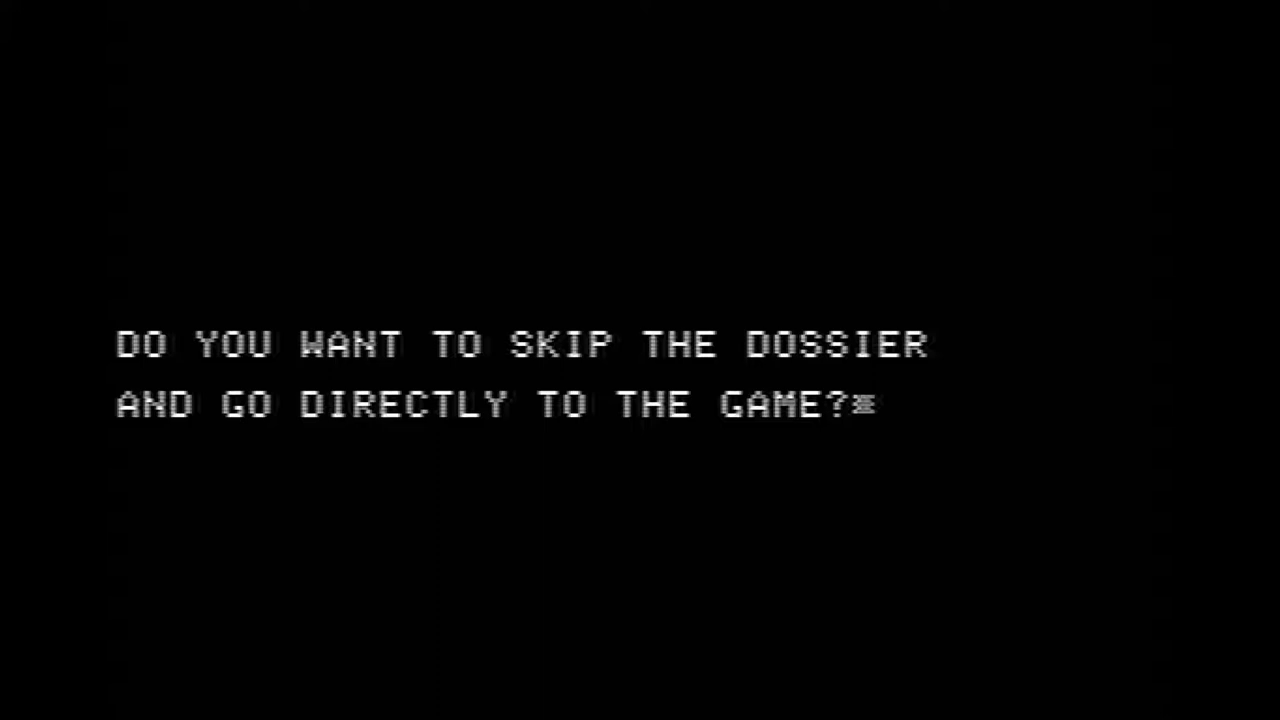 DO YOU WANT TO SKIP THE DOSSIER
AND GO DIRECTLY TO THE GAME?